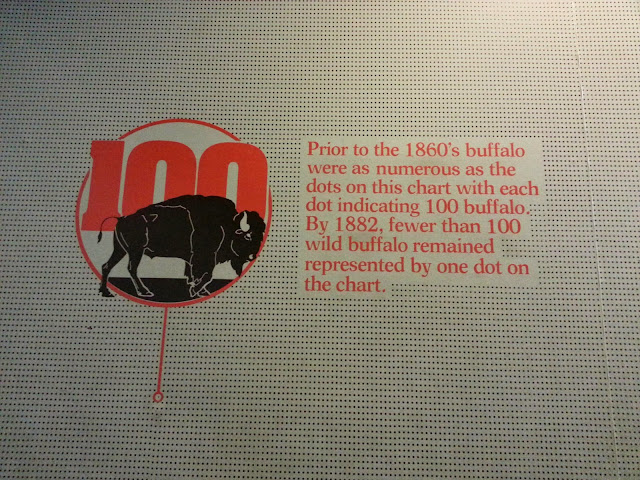 100
Prior to the 1860's buffalo
were as numerous as the
dots on this chart with each
dot indicating 100 buffalo.
By 1882, fewer than 100
wild buffalo remained
represented by one dot on
the chart.